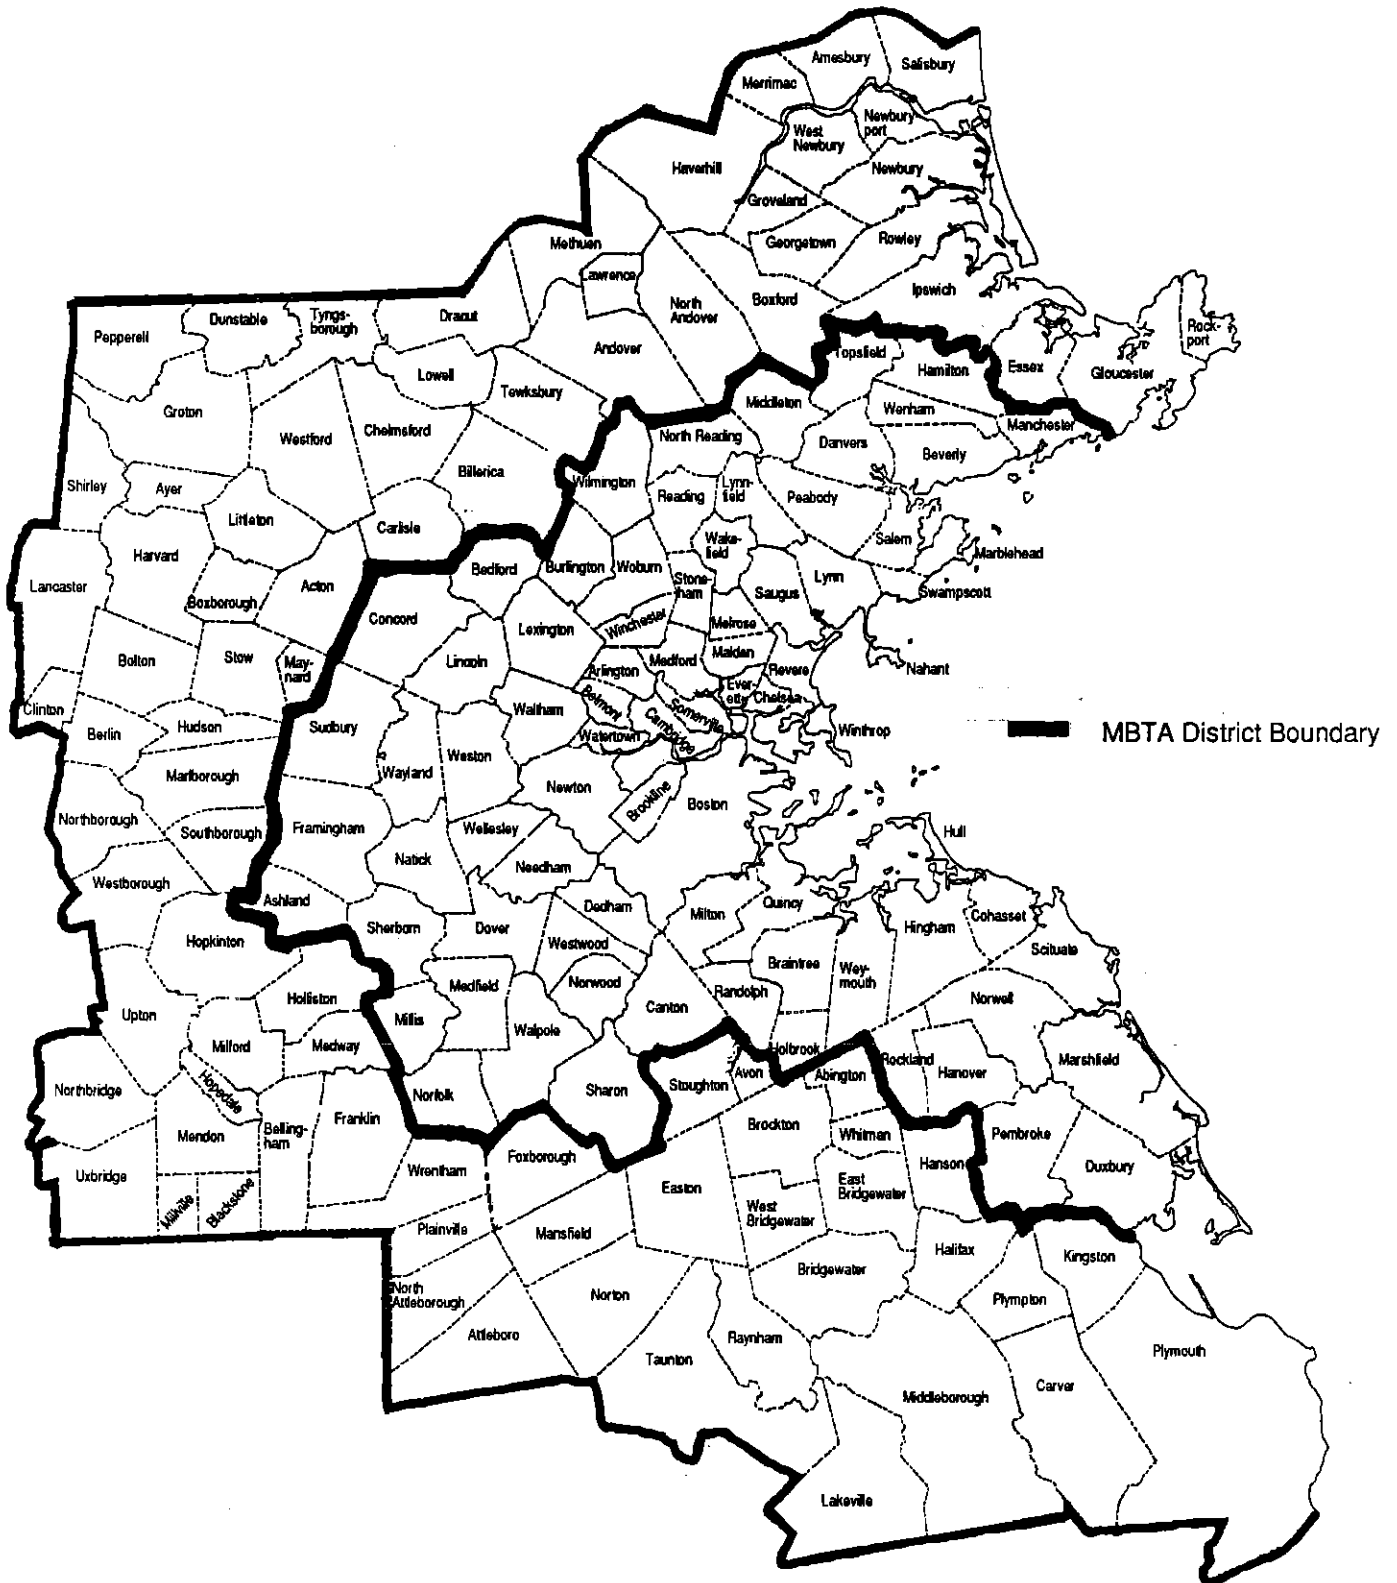 Amesbury
Salisbury
Merrimac
Newbury
port
West
Newbury
Haverhill
Newbury
Groveland
Georgetown
Rowley
Methuen
Lawrence
Ipswich
Boxford
North
Andover
Rock-
port
Pepperell
Dunstable
Tyngs-
borough
Dracut
Andover
Topsfield
Hamilton
Essex
Gloucester
Lowell
Tewksbury
Groton
Middleton
Wenham
Manchester
Westford
Chelmsford
North Reading
Danvers
Beverly
Billerica
Shirley
Ayer
Wilmington
Reading
Lynn-
field
Peabody
Littleton
Carlisle
Salem
Harvard
Wake-
field
Marblehead
Lancaster
Acton
Bedford
Burlington
Woburn
Stone-
ham
Lynn
Saugus
Swampscott
Boxborough
Concord
Lexington
Winchester
Melrose
Bolton
Stow
May-
nard
Lincoln
Arlington
Medford
Malden
Revere
Nahant
Ever-
ett
Chelsea
Clinton
Berlin
Hudson
Sudbury
Waltham
Belmont
Somerville
Cambridge
Watertown
Winthrop
MBTA District Boundary
Marlborough
Wayland
Weston
Newton
Brookline
Boston
Northborough
Southborough
Framingham
Wellesley
Hull
Natick
Needham
Westborough
Ashland
Dedham
Milton
Quincy
Cohasset
Hopkinton
Sherborn
Dover
Westwood
Hingham
Scituate
Braintree
Wey-
mouth
Holliston
Medfield
Norwood
Randolph
Norwell
Upton
Millis
Canton
Milford
Medway
Walpole
Holbrook
Rockland
Marshfield
Northbridge
Hopedale
Norfolk
Sharon
Stoughton
Avon
Abington
Hanover
Franklin
Mendon
Belling-
ham
Brockton
Whitman
Pembroke
Uxbridge
Wrentham
Foxborough
Hanson
Duxbury
Easton
East
Bridgewater
Millville
Blackstone
West
Bridgewater
Plainville
Mansfield
Halifax
Kingston
Bridgewater
North
Attleborough
Norton
Plympton
Attleboro
Raynham
Taunton
Plymouth
Middleborough
Carver
Lakeville